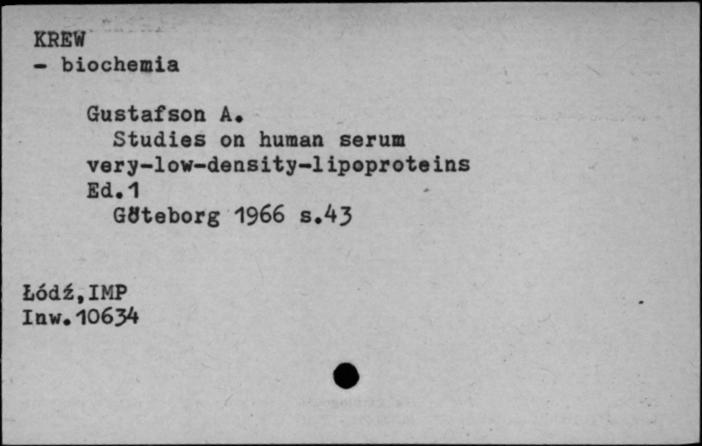 KREW
- biochemia
Gustafson A.
Studies on human serum
very-low-density-lipoproteins
Ed.1
Göteborg 1966 s.43
Łódź,IMP
Inw.10634